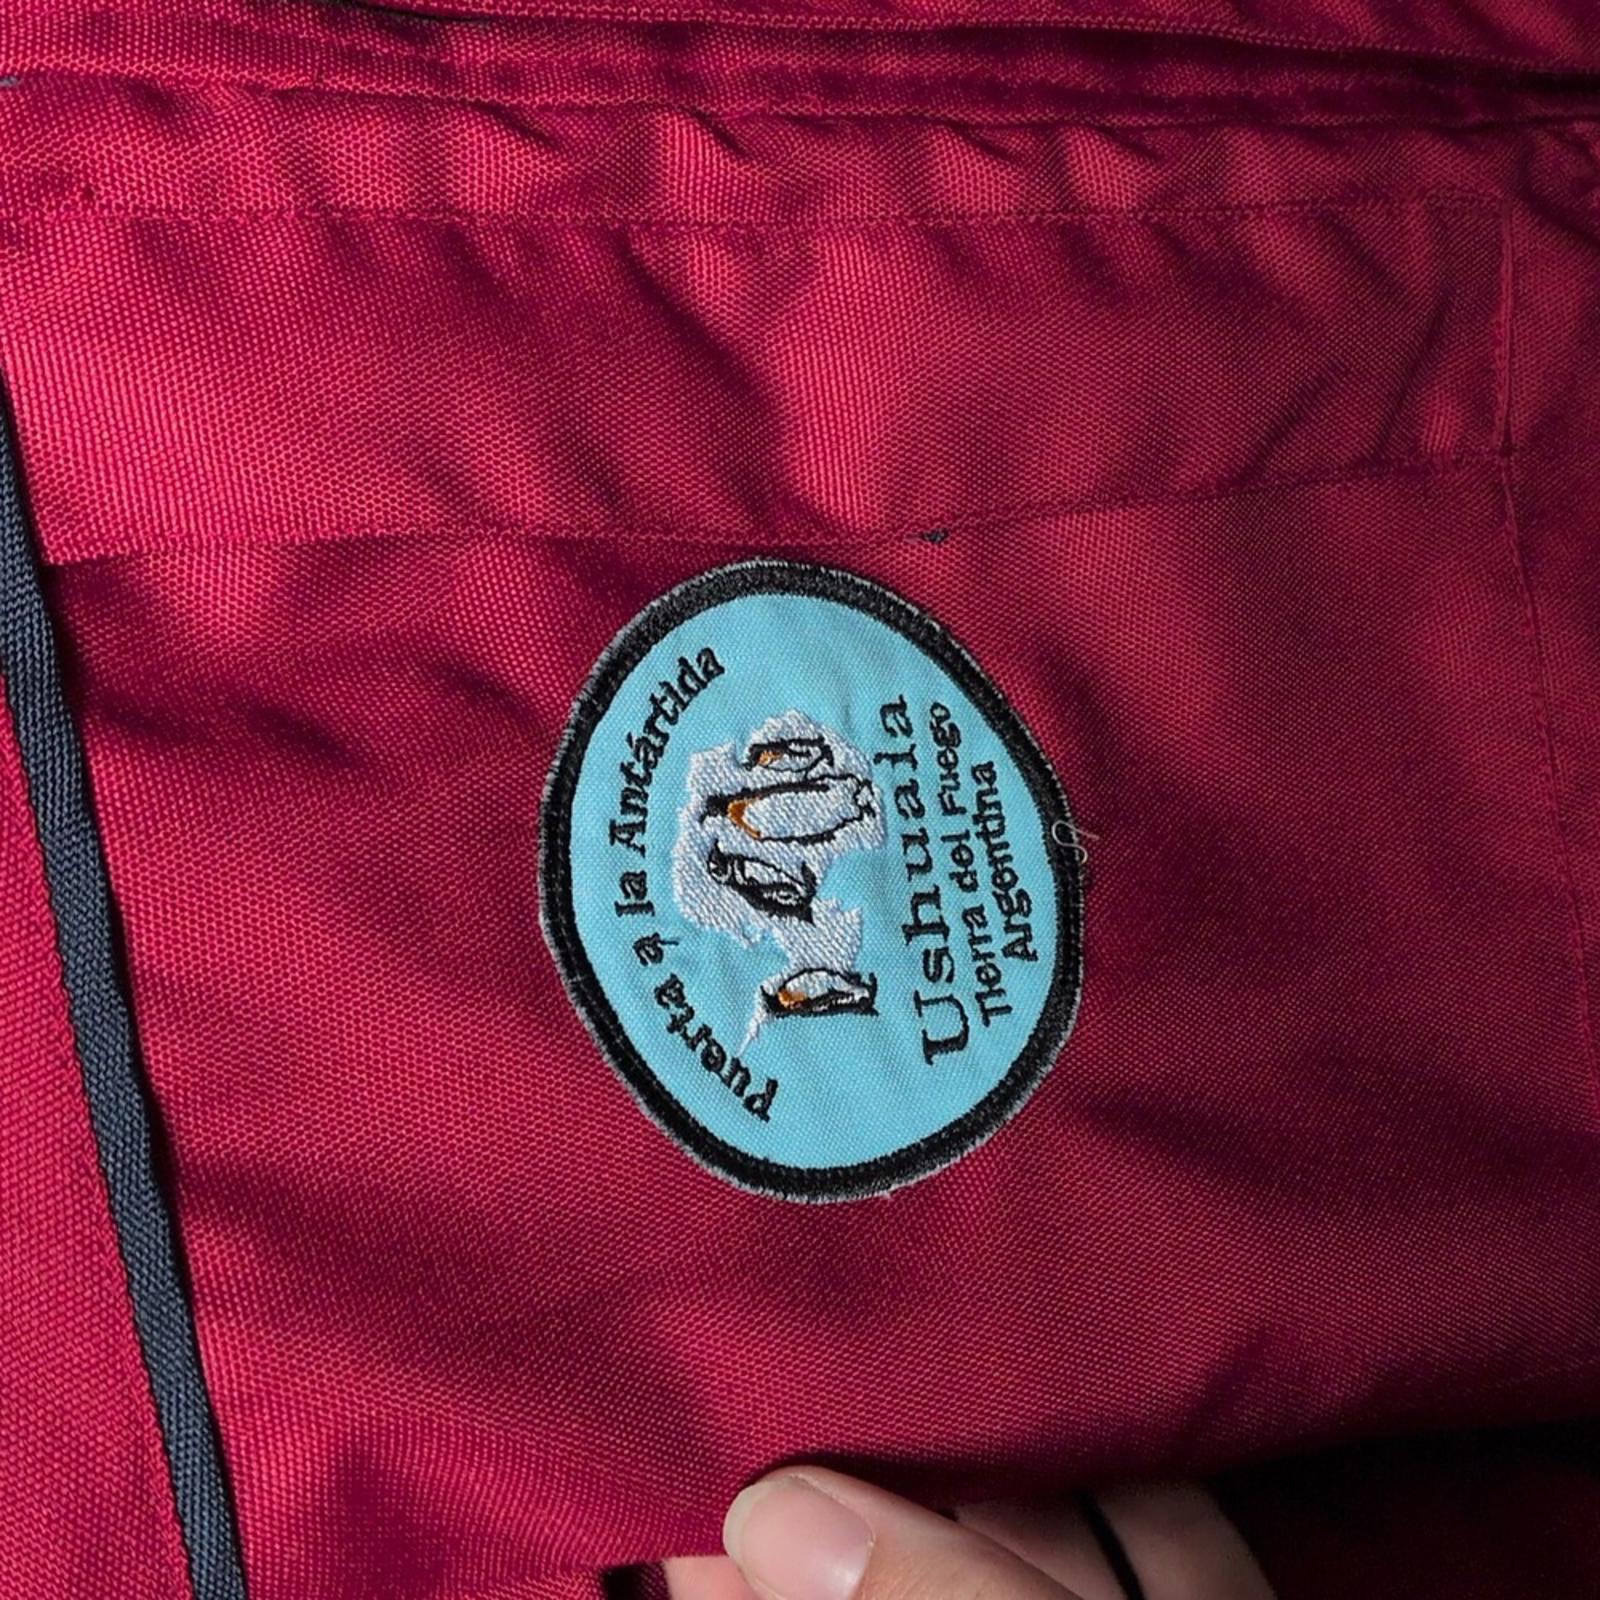 Puerta a la Antártida
Ushuaia
Tierra del Fuego
Argentina